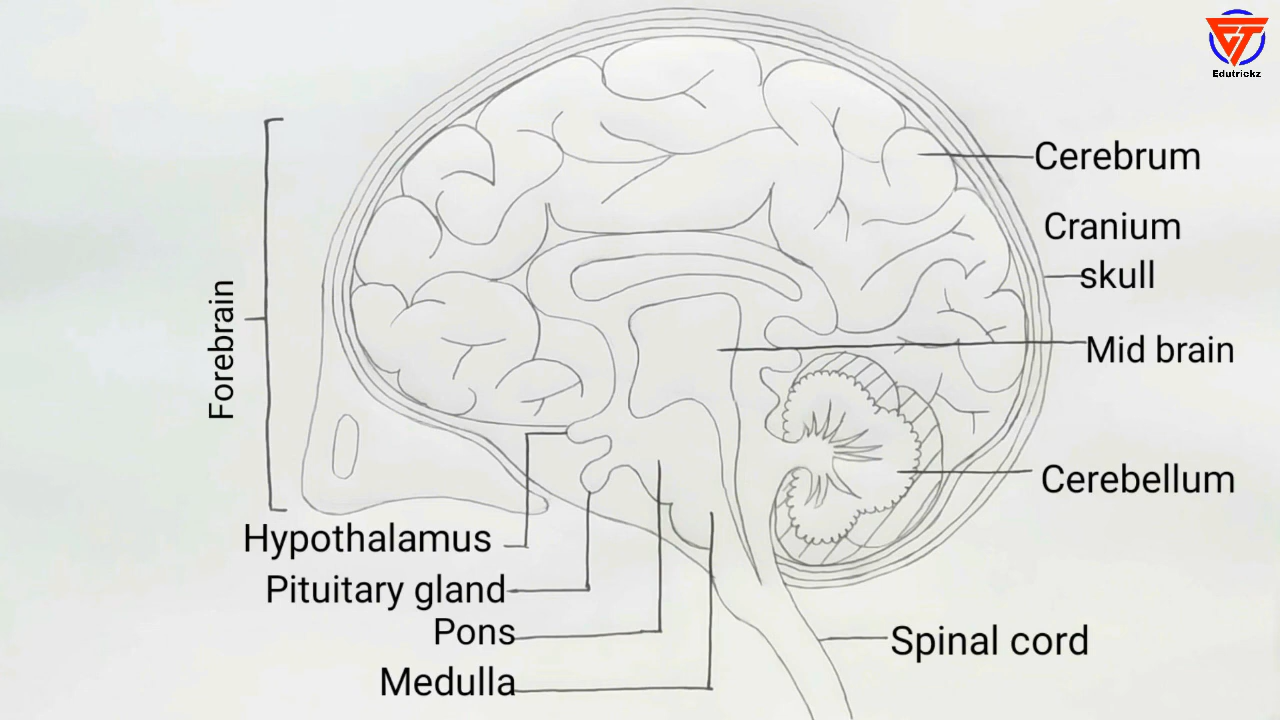 Edutrickz
Cerebrum
Cranium
skull
Forebrain
Mid brain
Cerebellum
Hypothalamus
Pituitary gland
Pons
Medulla
Spinal cord